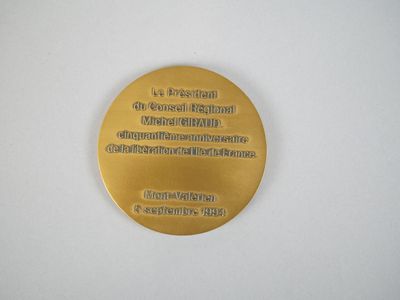 Le Président
du Conseil Régional
Michel GIRAUD
cinquantième anniversaire
de la libération de l'Ile de France
Mont Valérien
septembre 1994